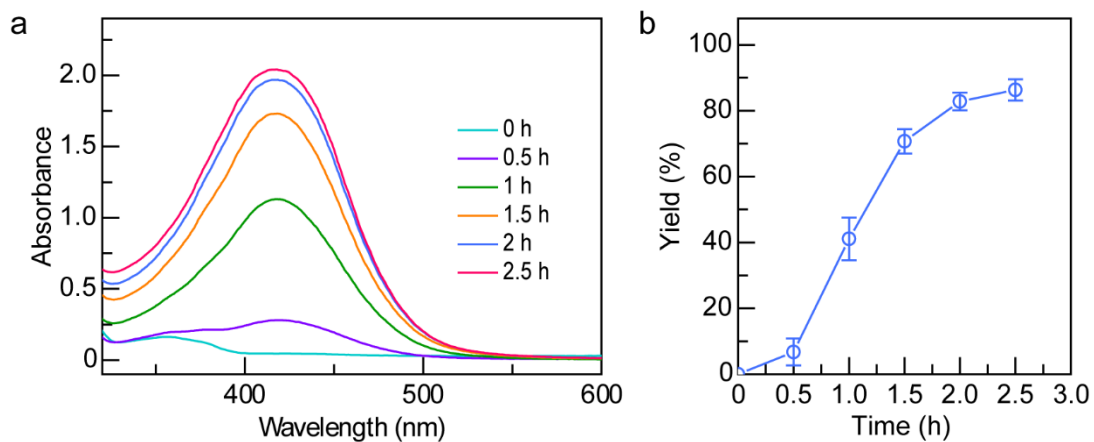 a
Absorbance
2.0
1.5
1.0
0.5
0
400
500
600
Wavelength (nm)
0 h
0.5 h
1 h
1.5 h
2 h
2.5 h
b
Yield (%)
100
80
60
40
20
0
0 0.5 1.0 1.5 2.0 2.5 3.0
Time (h)